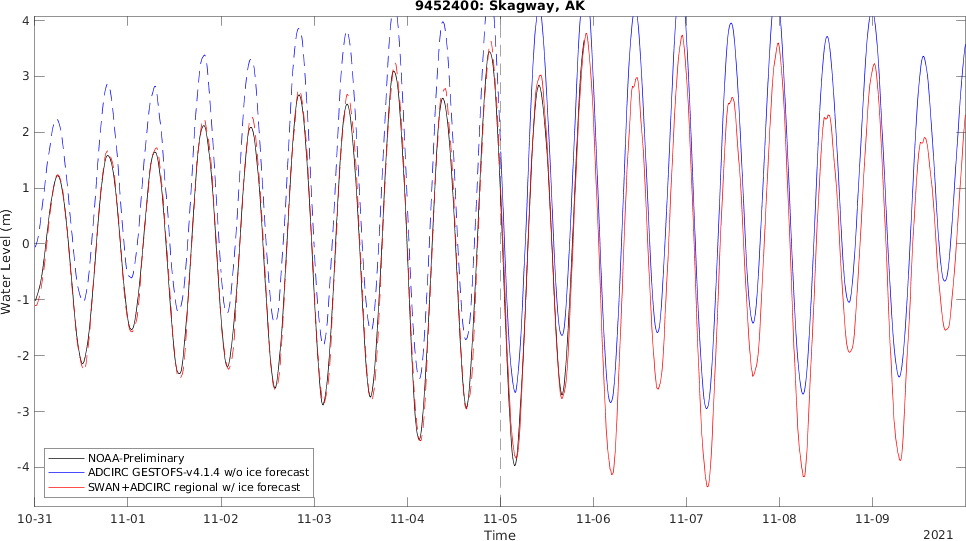 9452400: Skagway, AK
4
3
2
1
0
-1
-2
-3
-4
Water Level (m)
NOAA-Preliminary
ADCIRC GESTOFS-v4.1.4 w/o ice forecast
SWAN+ADCIRC regional w/ ice forecast
10-31 11-01 11-02 11-03 11-04 11-05 11-06 11-07 11-08 11-09
Time
2021